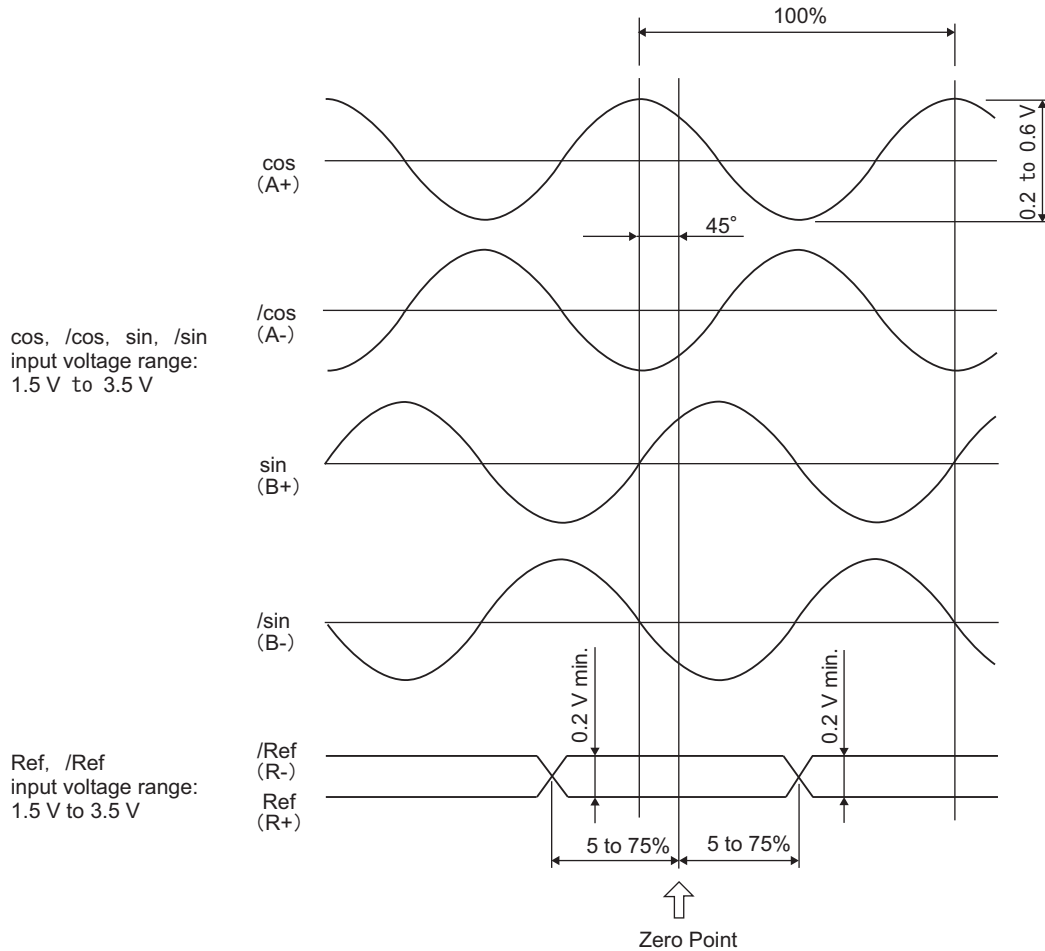 100%
cos
(A+)
0.2 to 0.6 V
45°
/cos
(A-)
cos, /cos, sin, /sin
input voltage range:
1.5 V to 3.5 V
sin
(B+)
/sin
(B-)
0.2 V min.
0.2 V min.
/Ref
(R-)
Ref, /Ref
input voltage range:
1.5 V to 3.5 V
Ref
(R+)
5 to 75%
5 to 75%
Zero Point